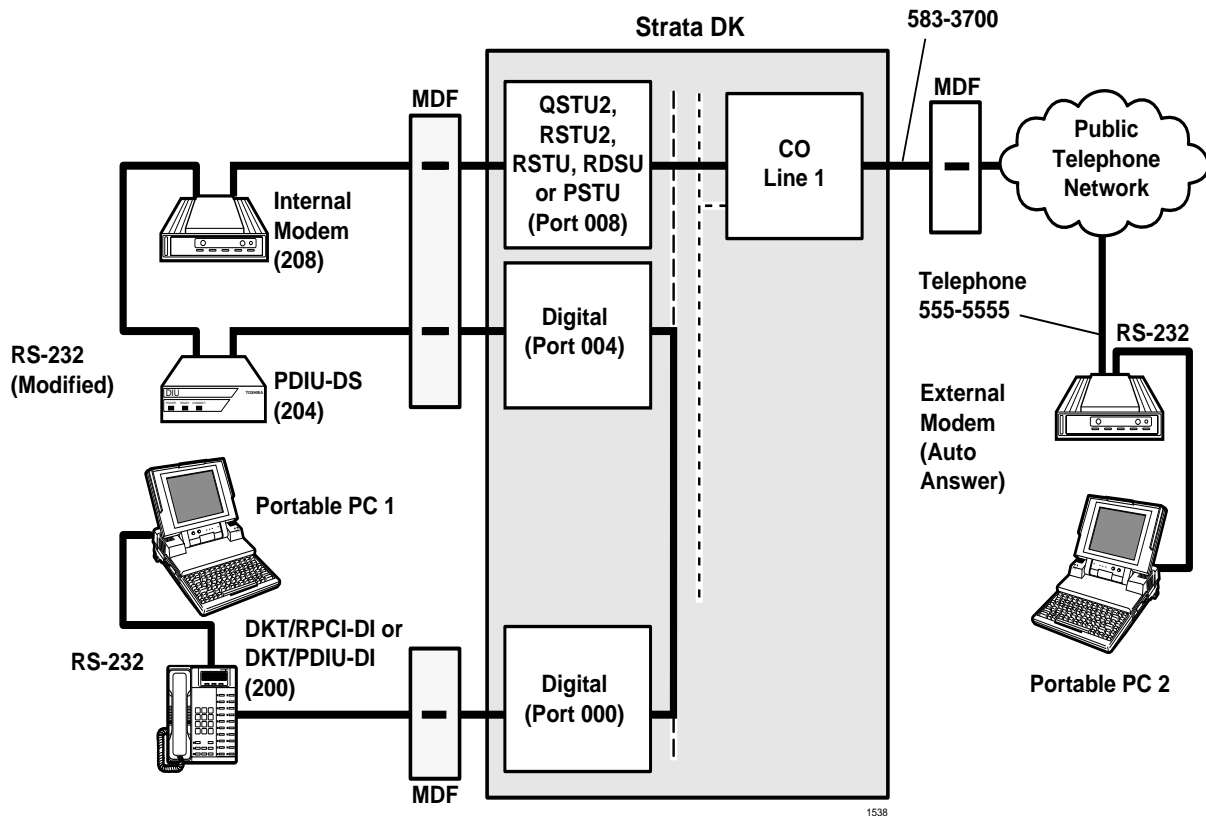 583-3700
Strata DK
MDF
MDF
QSTU2,
RSTU2,
RSTU, RDSU
or PSTU
(Port 008)
CO
Line 1
Public
Telephone
Network
Internal
Modem
(208)
Digital
(Port 004)
Telephone
555-5555
RS-232
RS-232
(Modified)
DIU
TOSHIBA
PDIU-DS
(204)
External
Modem
(Auto
Answer)
Portable PC 1
DKT/RPCI-DI or
DKT/PDIU-DI
(200)
RS-232
Digital
(Port 000)
Portable PC 2
MDF
1538